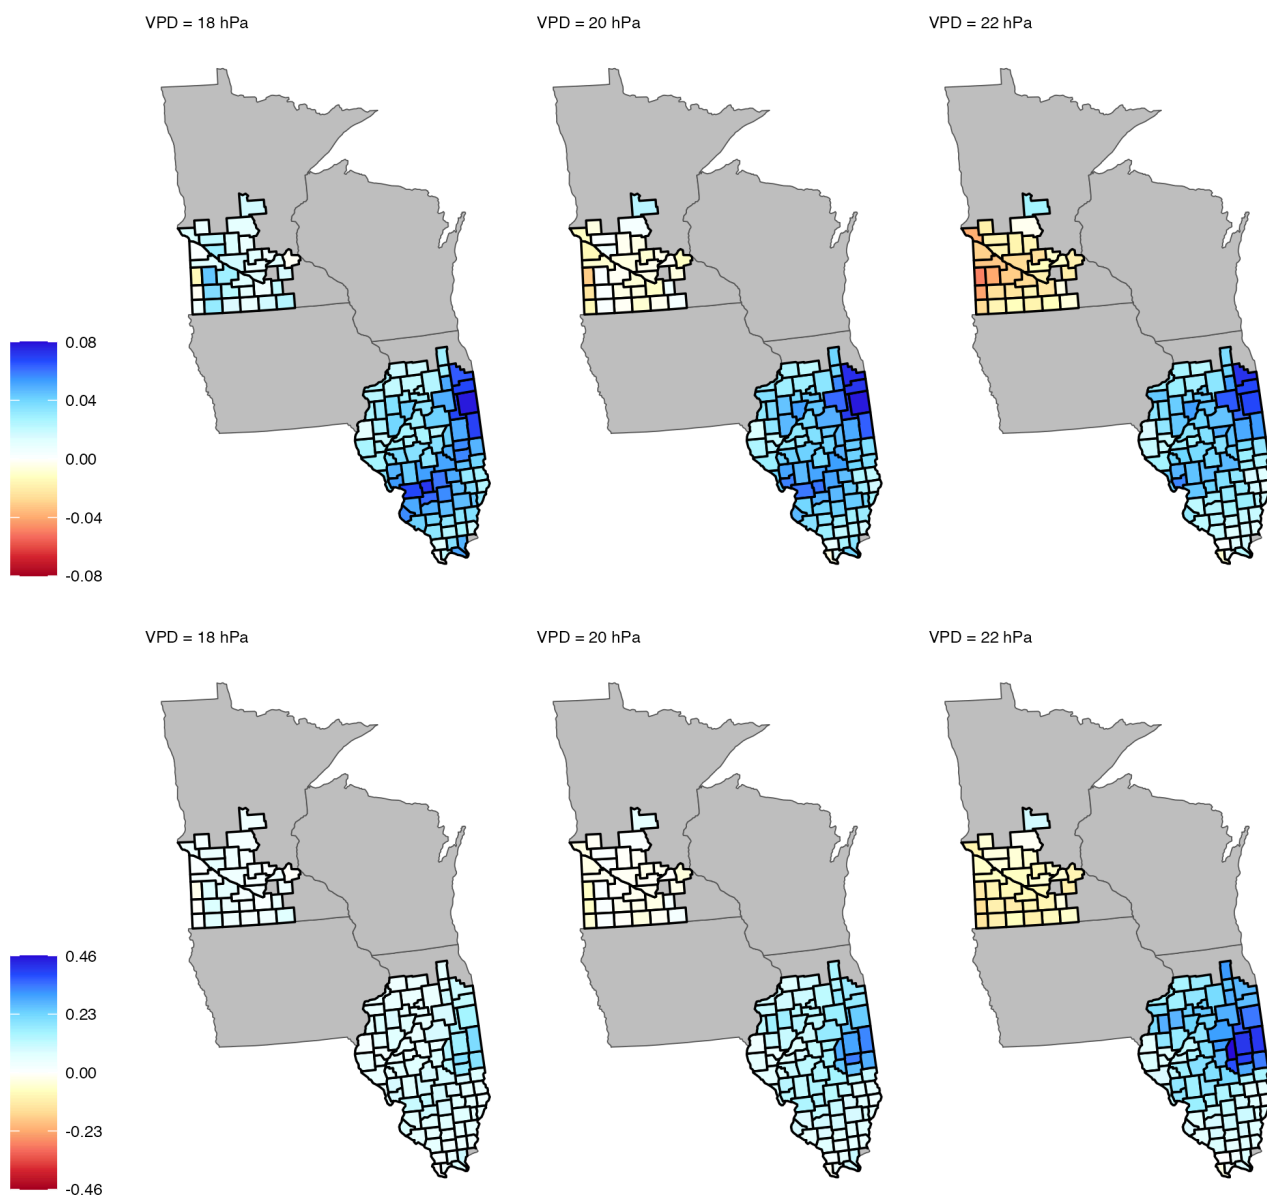 VPD = 18 hPa
VPD = 20 hPa
VPD = 22 hPa
0.08
0.04
0.00
-0.04
-0.08
VPD = 18 hPa
VPD = 20 hPa
VPD = 22 hPa
0.46
0.23
0.00
-0.23
-0.46